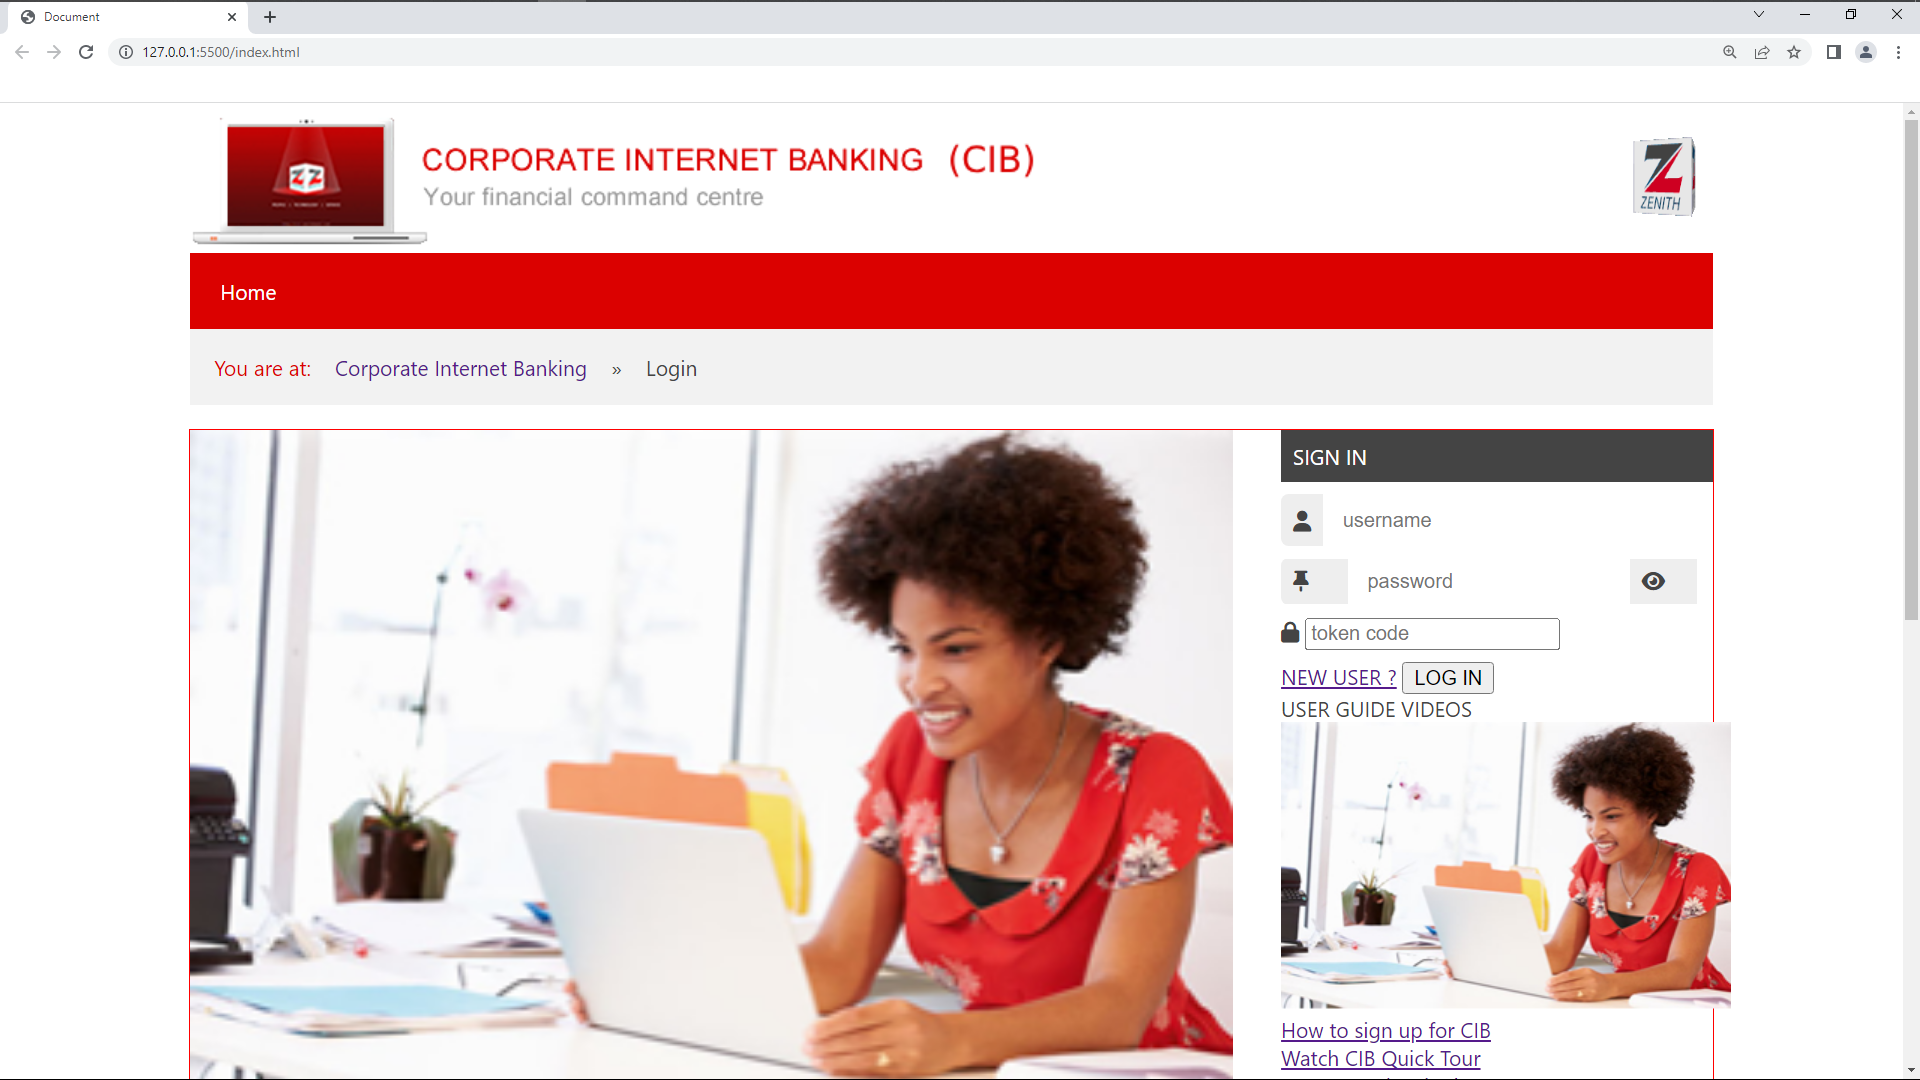 Document
127.0.0.1:5500/index.html
CORPORATE INTERNET BANKING (CIB)
Your financial command centre
ZENITH
Home
You are at: Corporate Internet Banking » Login
SIGN IN
username
password
token code
NEW USER ? LOG IN
USER GUIDE VIDEOS
How to sign up for CIB
Watch CIB Quick Tour